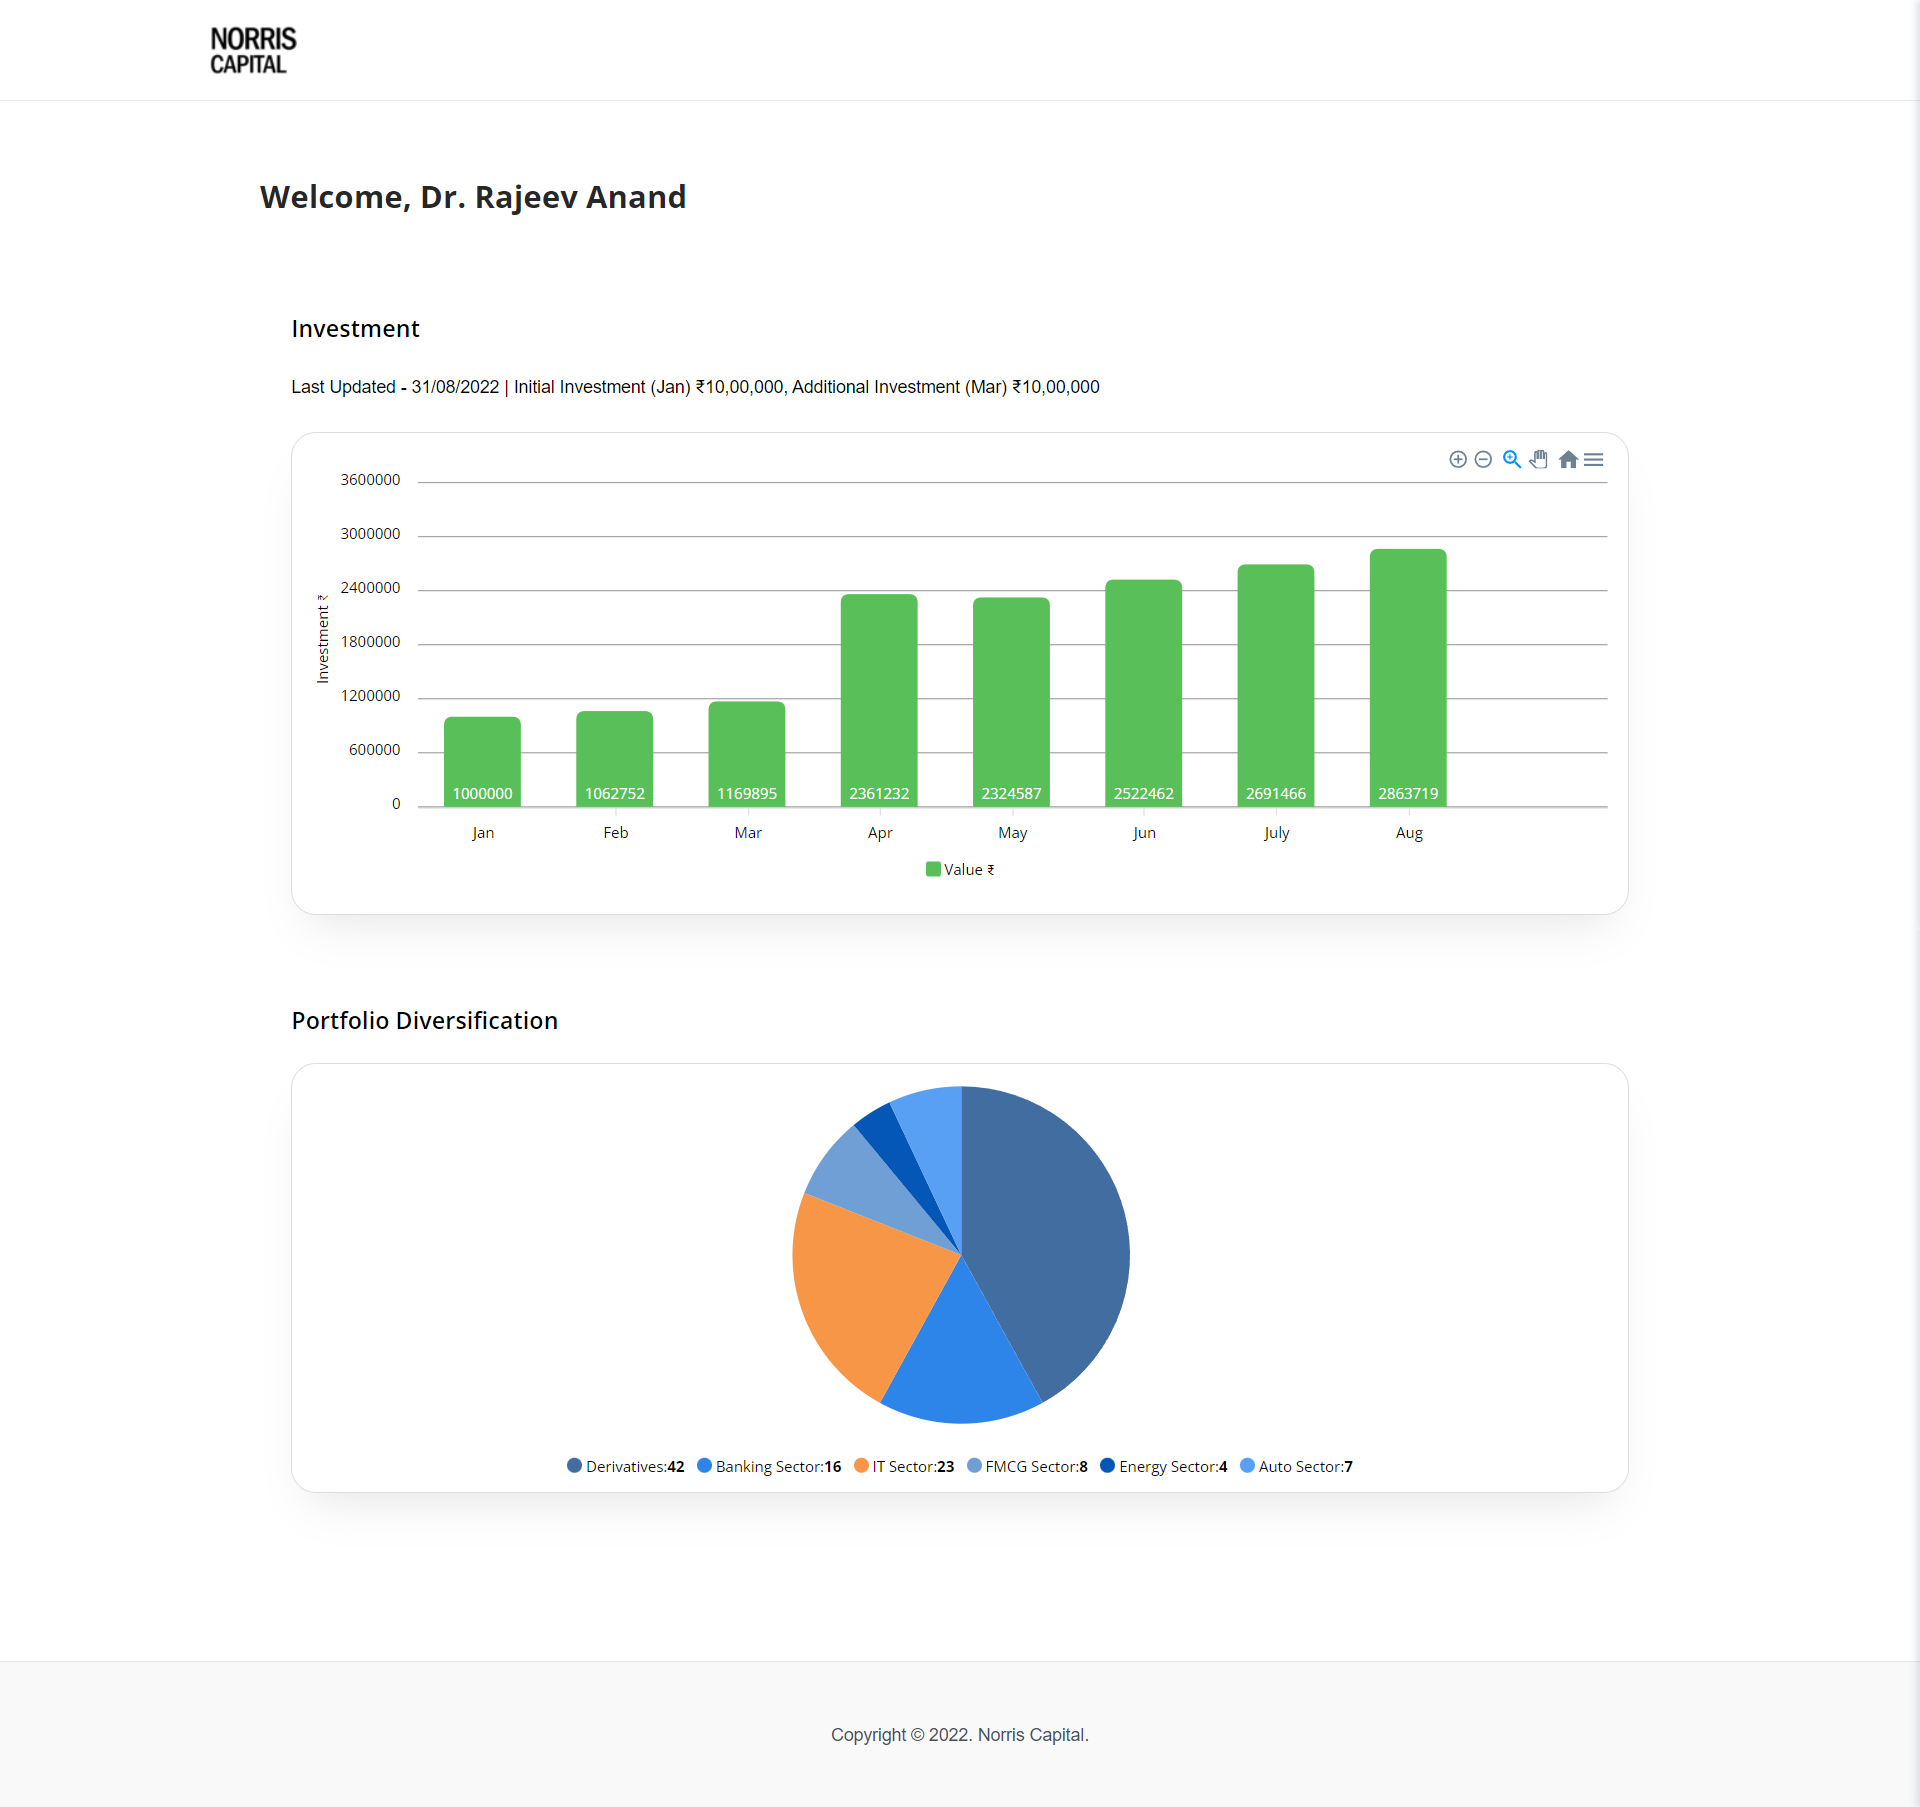 NORRIS
CAPITAL
Welcome, Dr. Rajeev Anand
Investment
Last Updated - 31/08/2022 | Initial Investment (Jan) ₹10,00,000, Additional Investment (Mar) ₹10,00,000
3600000
3000000
2400000
1800000
1200000
600000
0
Investment ₹
1000000 1062752 1169895 2361232 2324587 2522462 2691466 2863719
Jan Feb Mar Apr May Jun July Aug
Value ₹
Portfolio Diversification
Derivatives:42 Banking Sector:16 IT Sector:23 FMCG Sector:8 Energy Sector:4 Auto Sector:7
Copyright © 2022. Norris Capital.